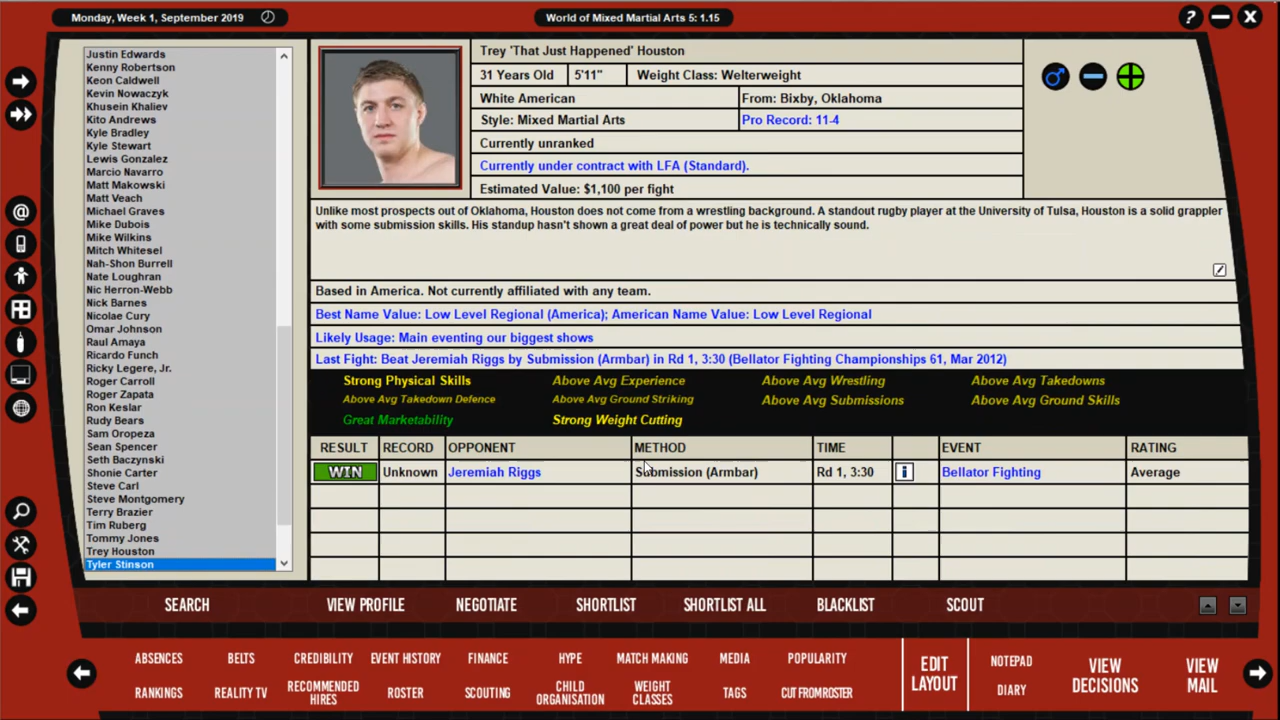 Monday, Week 1, September 2019
World of Mixed Martial Arts 5: 1.15
?
X
Justin Edwards
Kenny Robertson
Keon Caldwell
Kevin Nowaczyk
Khusein Khaliev
Kito Andrews
Kyle Bradley
Kyle Stewart
Lewis Gonzalez
Marcio Navarro
Matt Makowski
Matt Veach
Michael Graves
Mike Dubois
Mike Wilkins
Mitch Whitesel
Nah-Shon Burrell
Nate Loughran
Nic Herron-Webb
Nick Barnes
Nicolae Cury
Omar Johnson
Raul Amaya
Ricardo Funch
Ricky Legere, Jr.
Roger Carroll
Roger Zapata
Ron Keslar
Rudy Bears
Sam Oropeza
Sean Spencer
Seth Baczynski
Shonie Carter
Steve Carl
Steve Montgomery
Terry Brazier
Tim Ruberg
Tommy Jones
Trey Houston
Tyler Stinson
Trey 'That Just Happened' Houston
31 Years Old
5'11"
Weight Class: Welterweight
White American
From: Bixby, Oklahoma
Style: Mixed Martial Arts
Pro Record: 11-4
Currently unranked
Currently under contract with LFA (Standard).
Estimated Value: $1,100 per fight
Unlike most prospects out of Oklahoma, Houston does not come from a wrestling background. A standout rugby player at the University of Tulsa, Houston is a solid grappler
with some submission skills. His standup hasn't shown a great deal of power but he is technically sound.
Based in America. Not currently affiliated with any team.
Best Name Value: Low Level Regional (America); American Name Value: Low Level Regional
Likely Usage: Main eventing our biggest shows
Last Fight: Beat Jeremiah Riggs by Submission (Armbar) in Rd 1, 3:30 (Bellator Fighting Championships 61, Mar 2012)
Strong Physical Skills
Above Avg Experience
Above Avg Wrestling
Above Avg Takedowns
Above Avg Takedown Defence
Above Avg Ground Striking
Above Avg Submissions
Above Avg Ground Skills
Great Marketability
Strong Weight Cutting
RESULT RECORD OPPONENT METHOD TIME EVENT RATING
WIN Unknown Jeremiah Riggs Submission (Armbar) Rd 1, 3:30 i Bellator Fighting Average
SEARCH VIEW PROFILE NEGOTIATE SHORTLIST SHORTLIST ALL BLACKLIST SCOUT
@
ABSENCES BELTS CREDIBILITY EVENT HISTORY FINANCE HYPE MATCH MAKING MEDIA POPULARITY
RANKINGS REALITY TV RECOMMENDED HIRES ROSTER SCOUTING CHILD ORGANISATION WEIGHT CLASSES TAGS CUT FROM ROSTER
EDIT
LAYOUT
NOTEPAD
DIARY
VIEW
DECISIONS
VIEW
MAIL